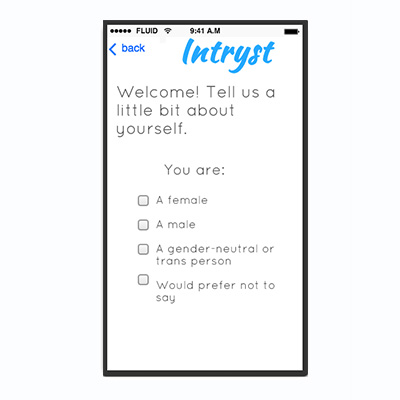 FLUID 9:41 A.M
back
Intryst
Welcome! Tell us a
little bit about
yourself.
You are:
A female
A male
A gender-neutral or
trans person
Would prefer not to
say